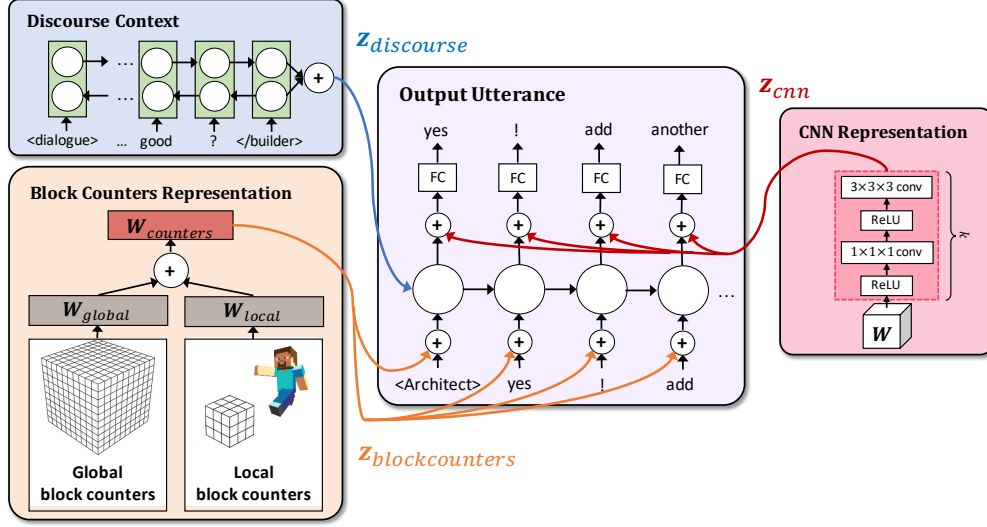 Discourse Context
... ...
<dialogue> ... good ? </builder>
+
z_discourse
Block Counters Representation
W_counters
+
W_global W_local
Global
block counters
Local
block counters
z_blockcounters
Output Utterance
yes ! add another
FC FC FC FC
+ + + +
...
+ + + +
<Architect> yes ! add
z_cnn
CNN Representation
3×3×3 conv
ReLU
1×1×1 conv
ReLU
k
W